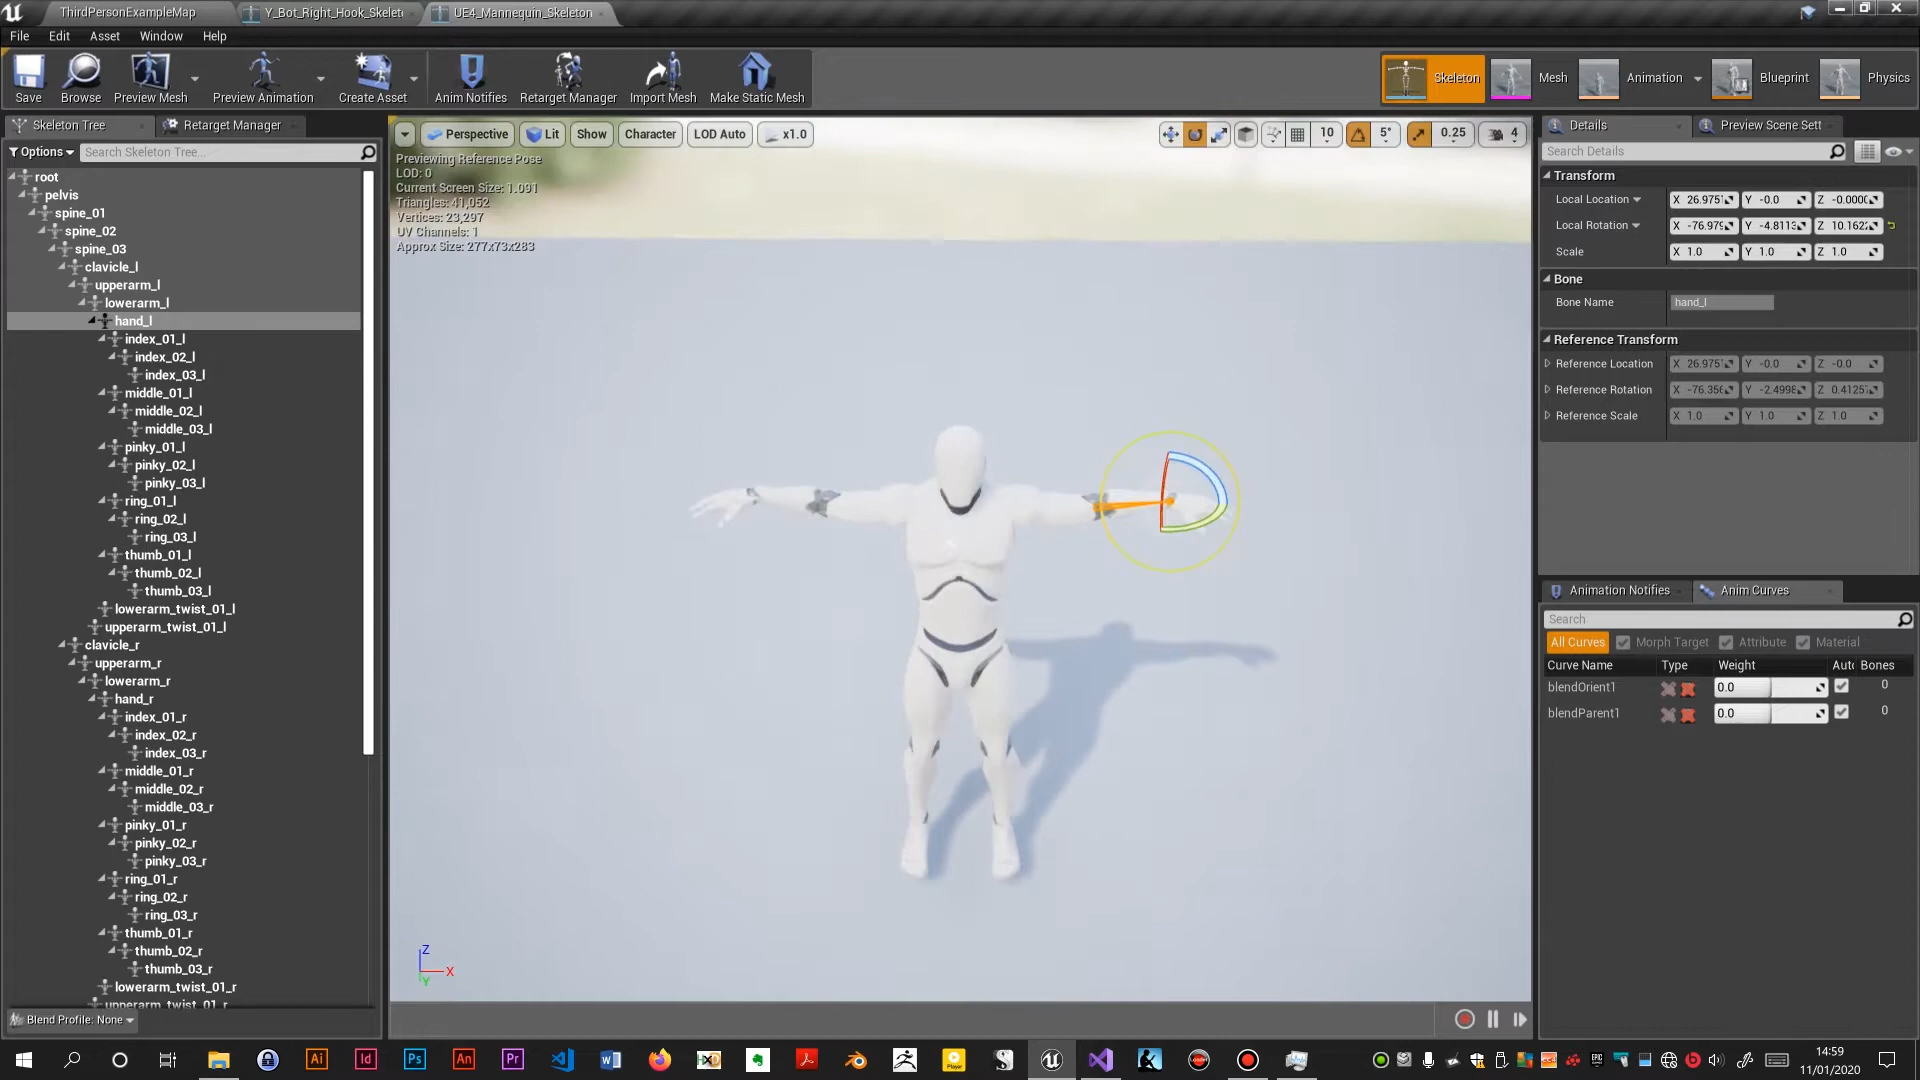 ThirdPersonExampleMap
Y_Bot_Right_Hook_Skelet
UE4_Mannequin_Skeleton
File Edit Asset Window Help
Save Browse Preview Mesh Preview Animation Create Asset Anim Notifies Retarget Manager Import Mesh Make Static Mesh
Skeleton Mesh Animation Blueprint Physics
Skeleton Tree Retarget Manager
Options Search Skeleton Tree...
root
pelvis
spine_01
spine_02
spine_03
clavicle_l
upperarm_l
lowerarm_l
hand_l
index_01_l
index_02_l
index_03_l
middle_01_l
middle_02_l
middle_03_l
pinky_01_l
pinky_02_l
pinky_03_l
ring_01_l
ring_02_l
ring_03_l
thumb_01_l
thumb_02_l
thumb_03_l
lowerarm_twist_01_l
upperarm_twist_01_l
clavicle_r
upperarm_r
lowerarm_r
hand_r
index_01_r
index_02_r
index_03_r
middle_01_r
middle_02_r
middle_03_r
pinky_01_r
pinky_02_r
pinky_03_r
ring_01_r
ring_02_r
ring_03_r
thumb_01_r
thumb_02_r
thumb_03_r
lowerarm_twist_01_r
upperarm_twist_01_r
Blend Profile: None
Perspective Lit Show Character LOD Auto x1.0
10 5° 0.25 4
Previewing Reference Pose
LOD: 0
Current Screen Size: 1.091
Triangles: 41,052
Vertices: 23,297
UV Channels: 1
Approx Size: 277x73x283
Z
X
Y
Details Preview Scene Sett
Search Details
Transform
Local Location X 26.975 Y -0.0 Z -0.000
Local Rotation X -76.979 Y -4.811 Z 10.162
Scale X 1.0 Y 1.0 Z 1.0
Bone
Bone Name hand_l
Reference Transform
Reference Location X 26.975 Y -0.0 Z -0.0
Reference Rotation X -76.356 Y -2.4998 Z 0.4125
Reference Scale X 1.0 Y 1.0 Z 1.0
Animation Notifies Anim Curves
Search
All Curves Morph Target Attribute Material
Curve Name Type Weight Aut Bones
blendOrient1 0.0 0
blendParent1 0.0 0
Ai Id Ps An Pr
14:59
11/01/2020